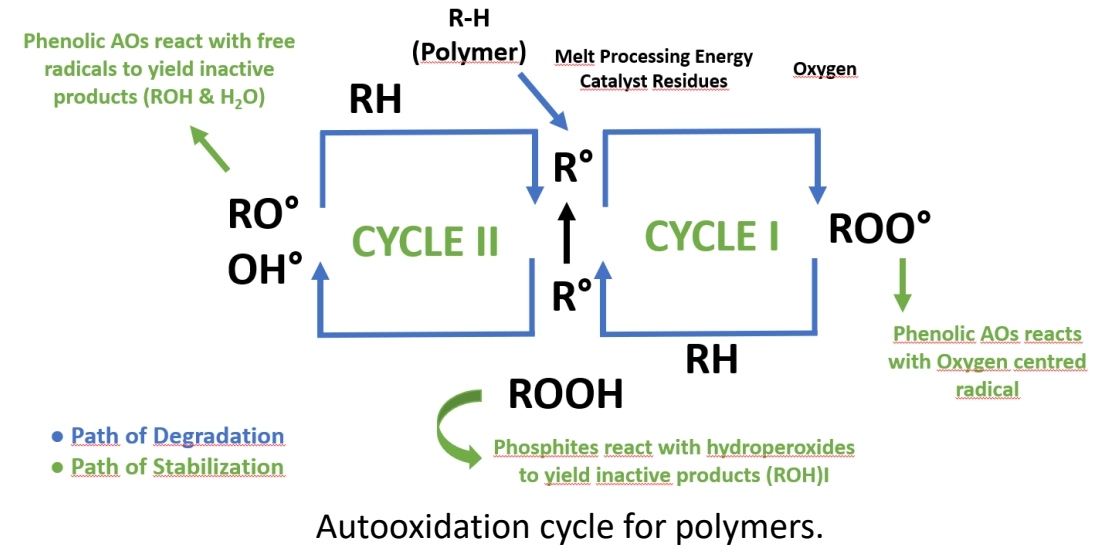 R-H
(Polymer)
Phenolic AOs react with free
radicals to yield inactive
products (ROH & H₂O)
Melt Processing Energy
Catalyst Residues
Oxygen
RH
R°
RO°
OH°
CYCLE II
CYCLE I
ROO°
R°
RH
Phenolic AOs reacts
with Oxygen centred
radical
ROOH
● Path of Degradation
● Path of Stabilization
Phosphites react with hydroperoxides
to yield inactive products (ROH)I
Autooxidation cycle for polymers.